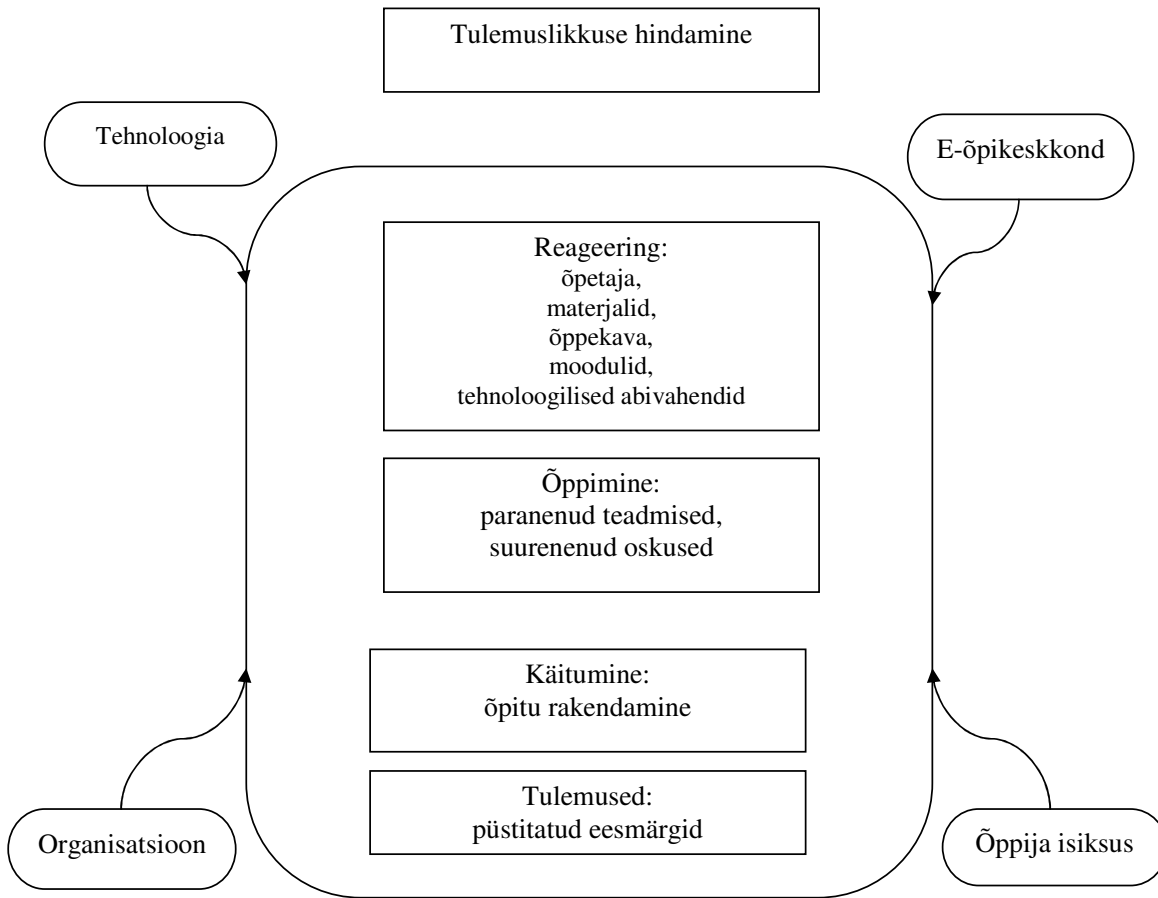 Tulemuslikkuse hindamine
Tehnoloogia
E-õpikeskkond
Reageering:
õpetaja,
materjalid,
õppekava,
moodulid,
tehnoloogilised abivahendid
Õppimine:
paranenud teadmised,
suurenenud oskused
Käitumine:
õpitu rakendamine
Tulemused:
püstitatud eesmärgid
Organisatsioon
Õppija isiksus